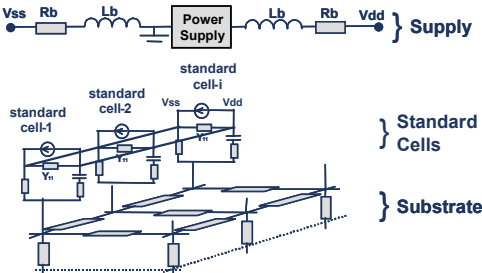 Vss Rb Lb Power Supply Lb Rb Vdd } Supply
standard cell-i
standard cell-2
standard cell-1
Vss Vdd
} Standard Cells
Y₁₁
Y₁₁
Y₁₁
} Substrate